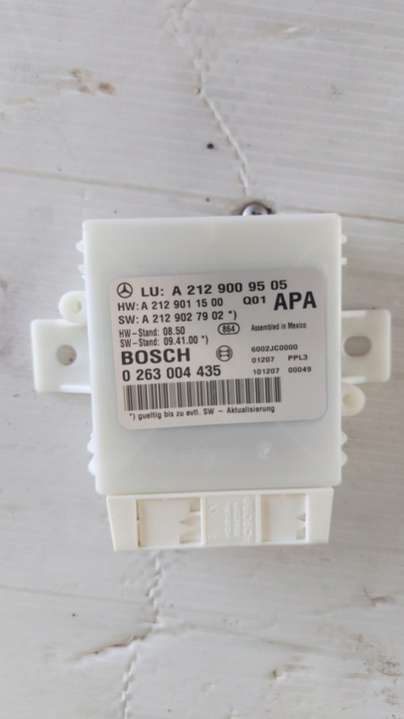 LU: A 212 900 95 05
HW: A 212 901 15 00 Q01 APA
SW: A 212 902 79 02 *)
HW-Stand: 08.50 864 Assembled in Mexico
SW-Stand: 09.41.00 *)
BOSCH 6002JC0000
01207 PPL3
0 263 004 435 101207 00049
*) gueltig bis zu evtl. SW - Aktualisierung